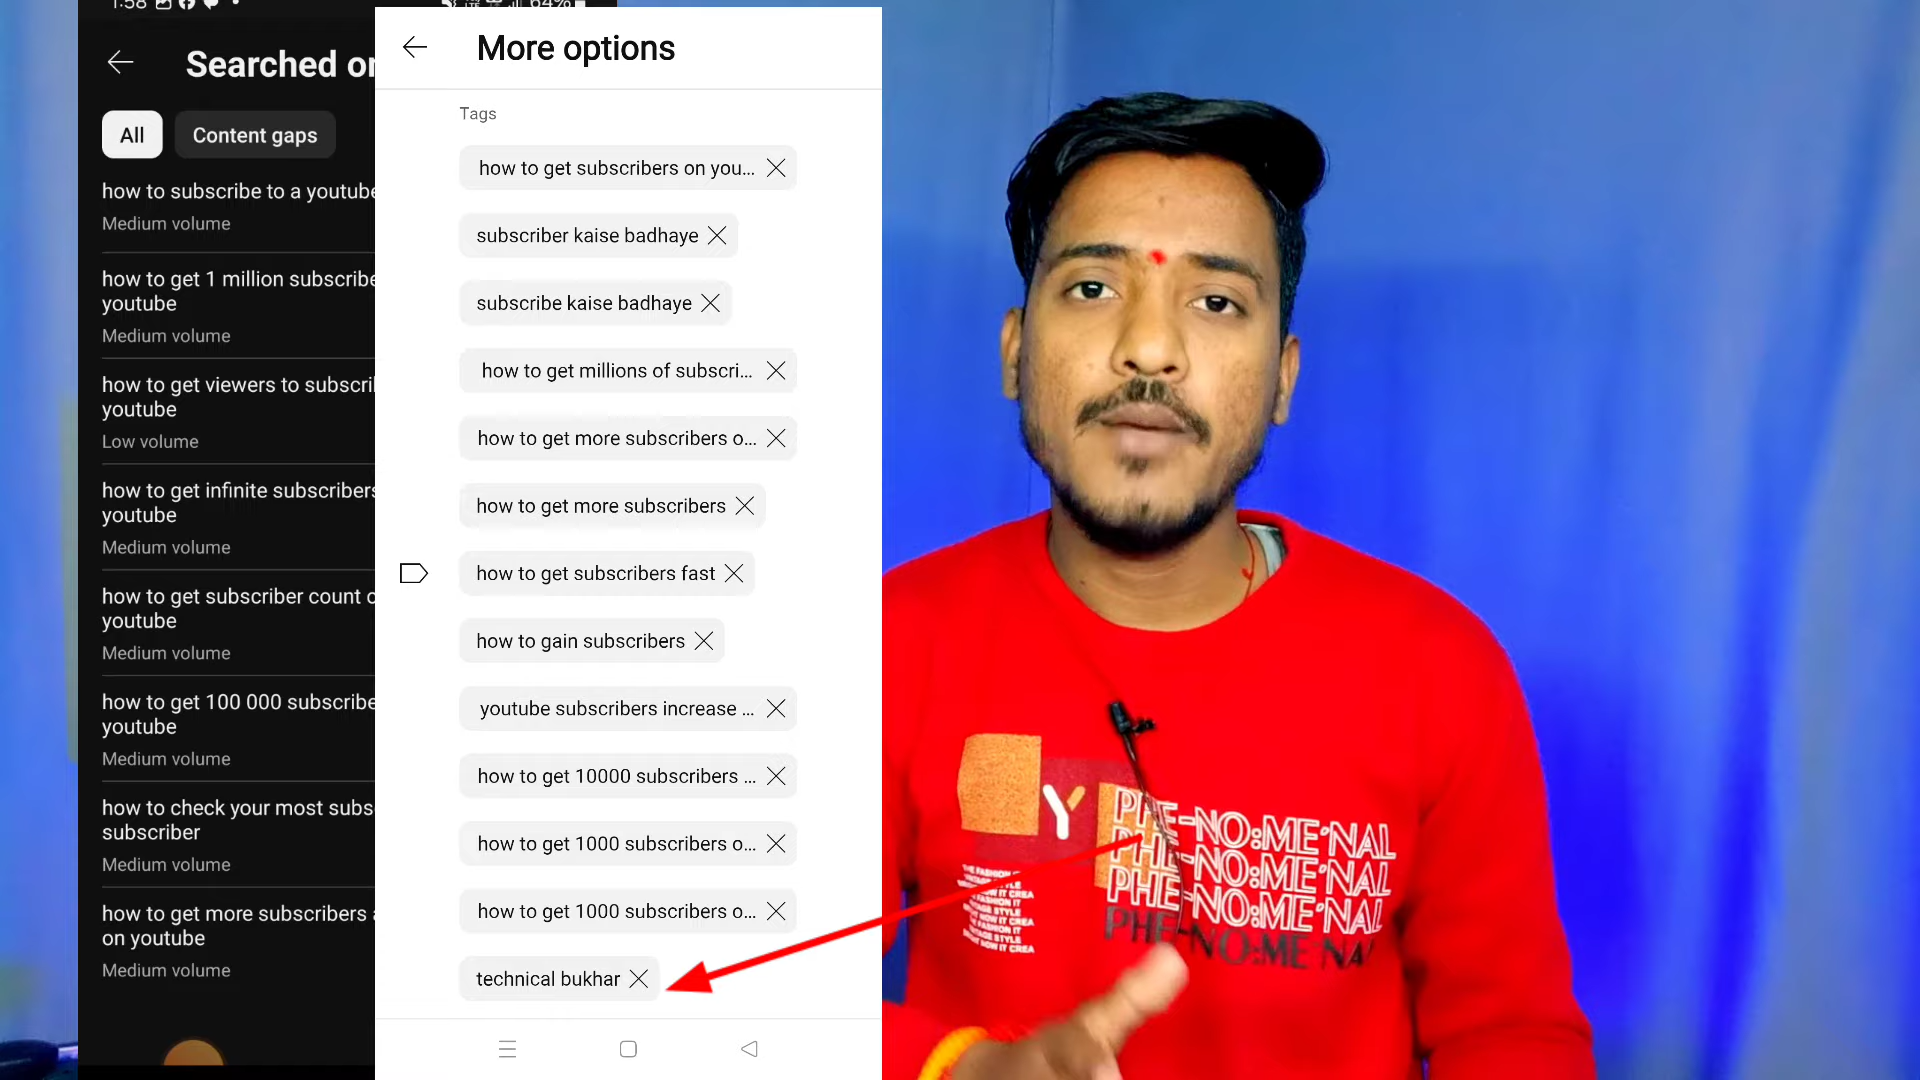 1:58
64%
Searched
All
Content gaps
how to subscribe to a youtube
Medium volume
how to get 1 million
youtube
Medium volume
how to get viewers to
youtube
Low volume
how to get infinite subscribers
youtube
Medium volume
how to get subscriber count
youtube
Medium volume
how to get 100 000
youtube
Medium volume
how to check your most
subscriber
Medium volume
how to get more subscribers
on youtube
Medium volume
More options
Tags
how to get subscribers on you...
subscriber kaise badhaye
subscribe kaise badhaye
how to get millions of subscri...
how to get more subscribers o...
how to get more subscribers
how to get subscribers fast
how to gain subscribers
youtube subscribers increase ...
how to get 10000 subscribers ...
how to get 1000 subscribers o...
how to get 1000 subscribers o...
technical bukhar
Y
PHE-NO:ME'NAL
PHE-NO:ME'NAL
PHE-NO:ME'NAL
PHE-NO:ME'NAL